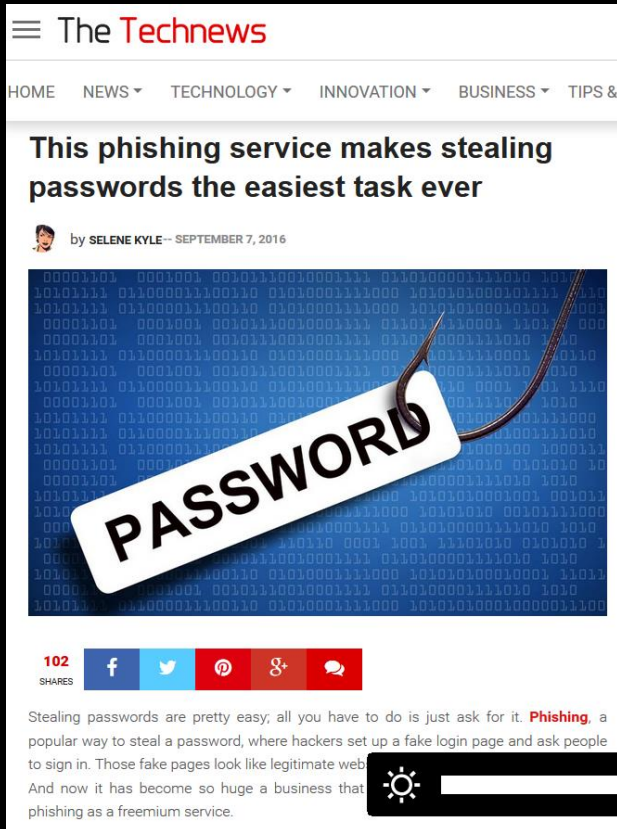 The Technews
HOME NEWS TECHNOLOGY INNOVATION BUSINESS TIPS &
This phishing service makes stealing
passwords the easiest task ever
by SELENE KYLE-- SEPTEMBER 7, 2016
PASSWORD
102
SHARES
Stealing passwords are pretty easy; all you have to do is just ask for it. Phishing, a
popular way to steal a password, where hackers set up a fake login page and ask people
to sign in. Those fake pages look like legitimate
And now it has become so huge a business that
phishing as a freemium service.